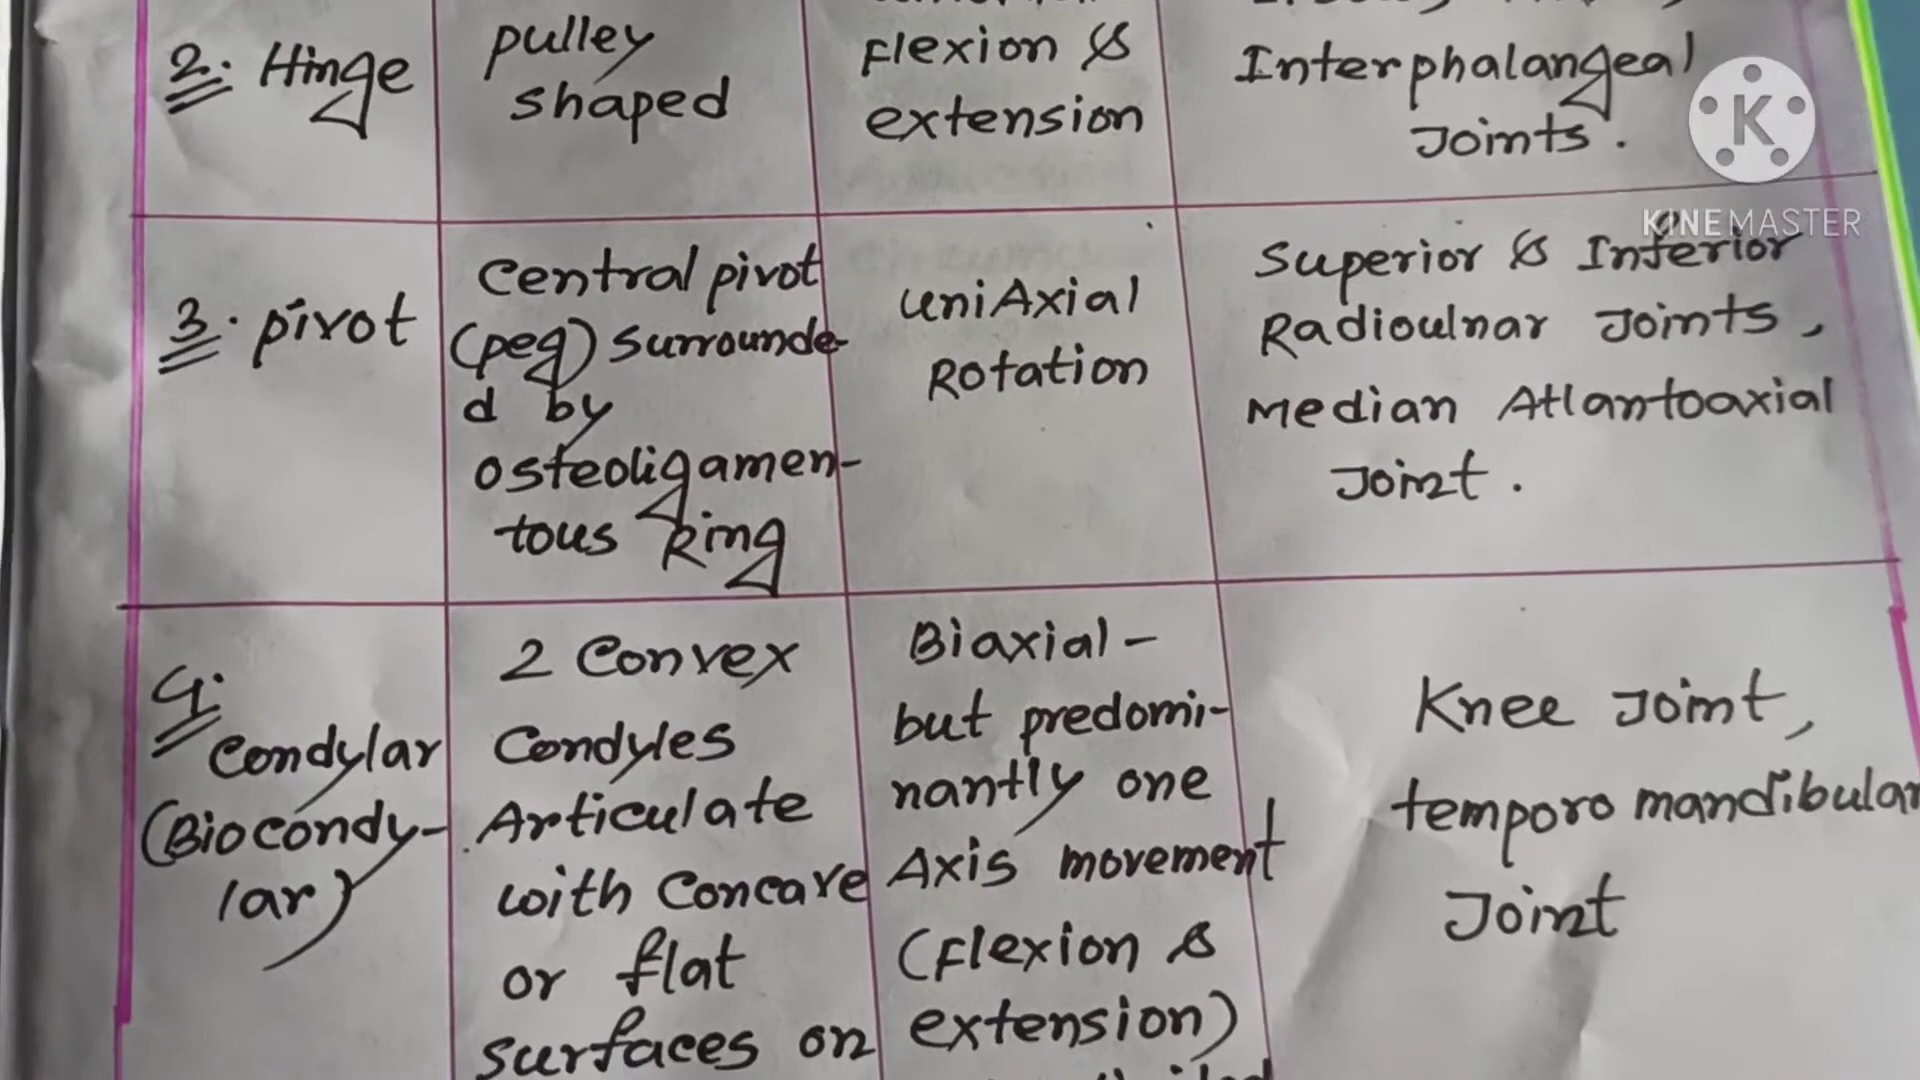 2. Hinge
pulley
shaped
Flexion &
extension
Interphalangeal
Joints.
3. pivot
central pivot
(peg) surrounde-
d by
osteoligamen-
tous Ring
uniAxial
Rotation
Superior & Inferior
Radioulnar Joints,
Median Atlantoaxial
Joint.
4.
Condylar
(Biocondy-
lar)
2 Convex
Condyles
Articulate
with Concave
or flat
surfaces on
Biaxial-
but predomi-
nantly one
Axis movement
(Flexion &
extension)
Knee Joint,
temporomandibular
Joint
K
KINEMASTER